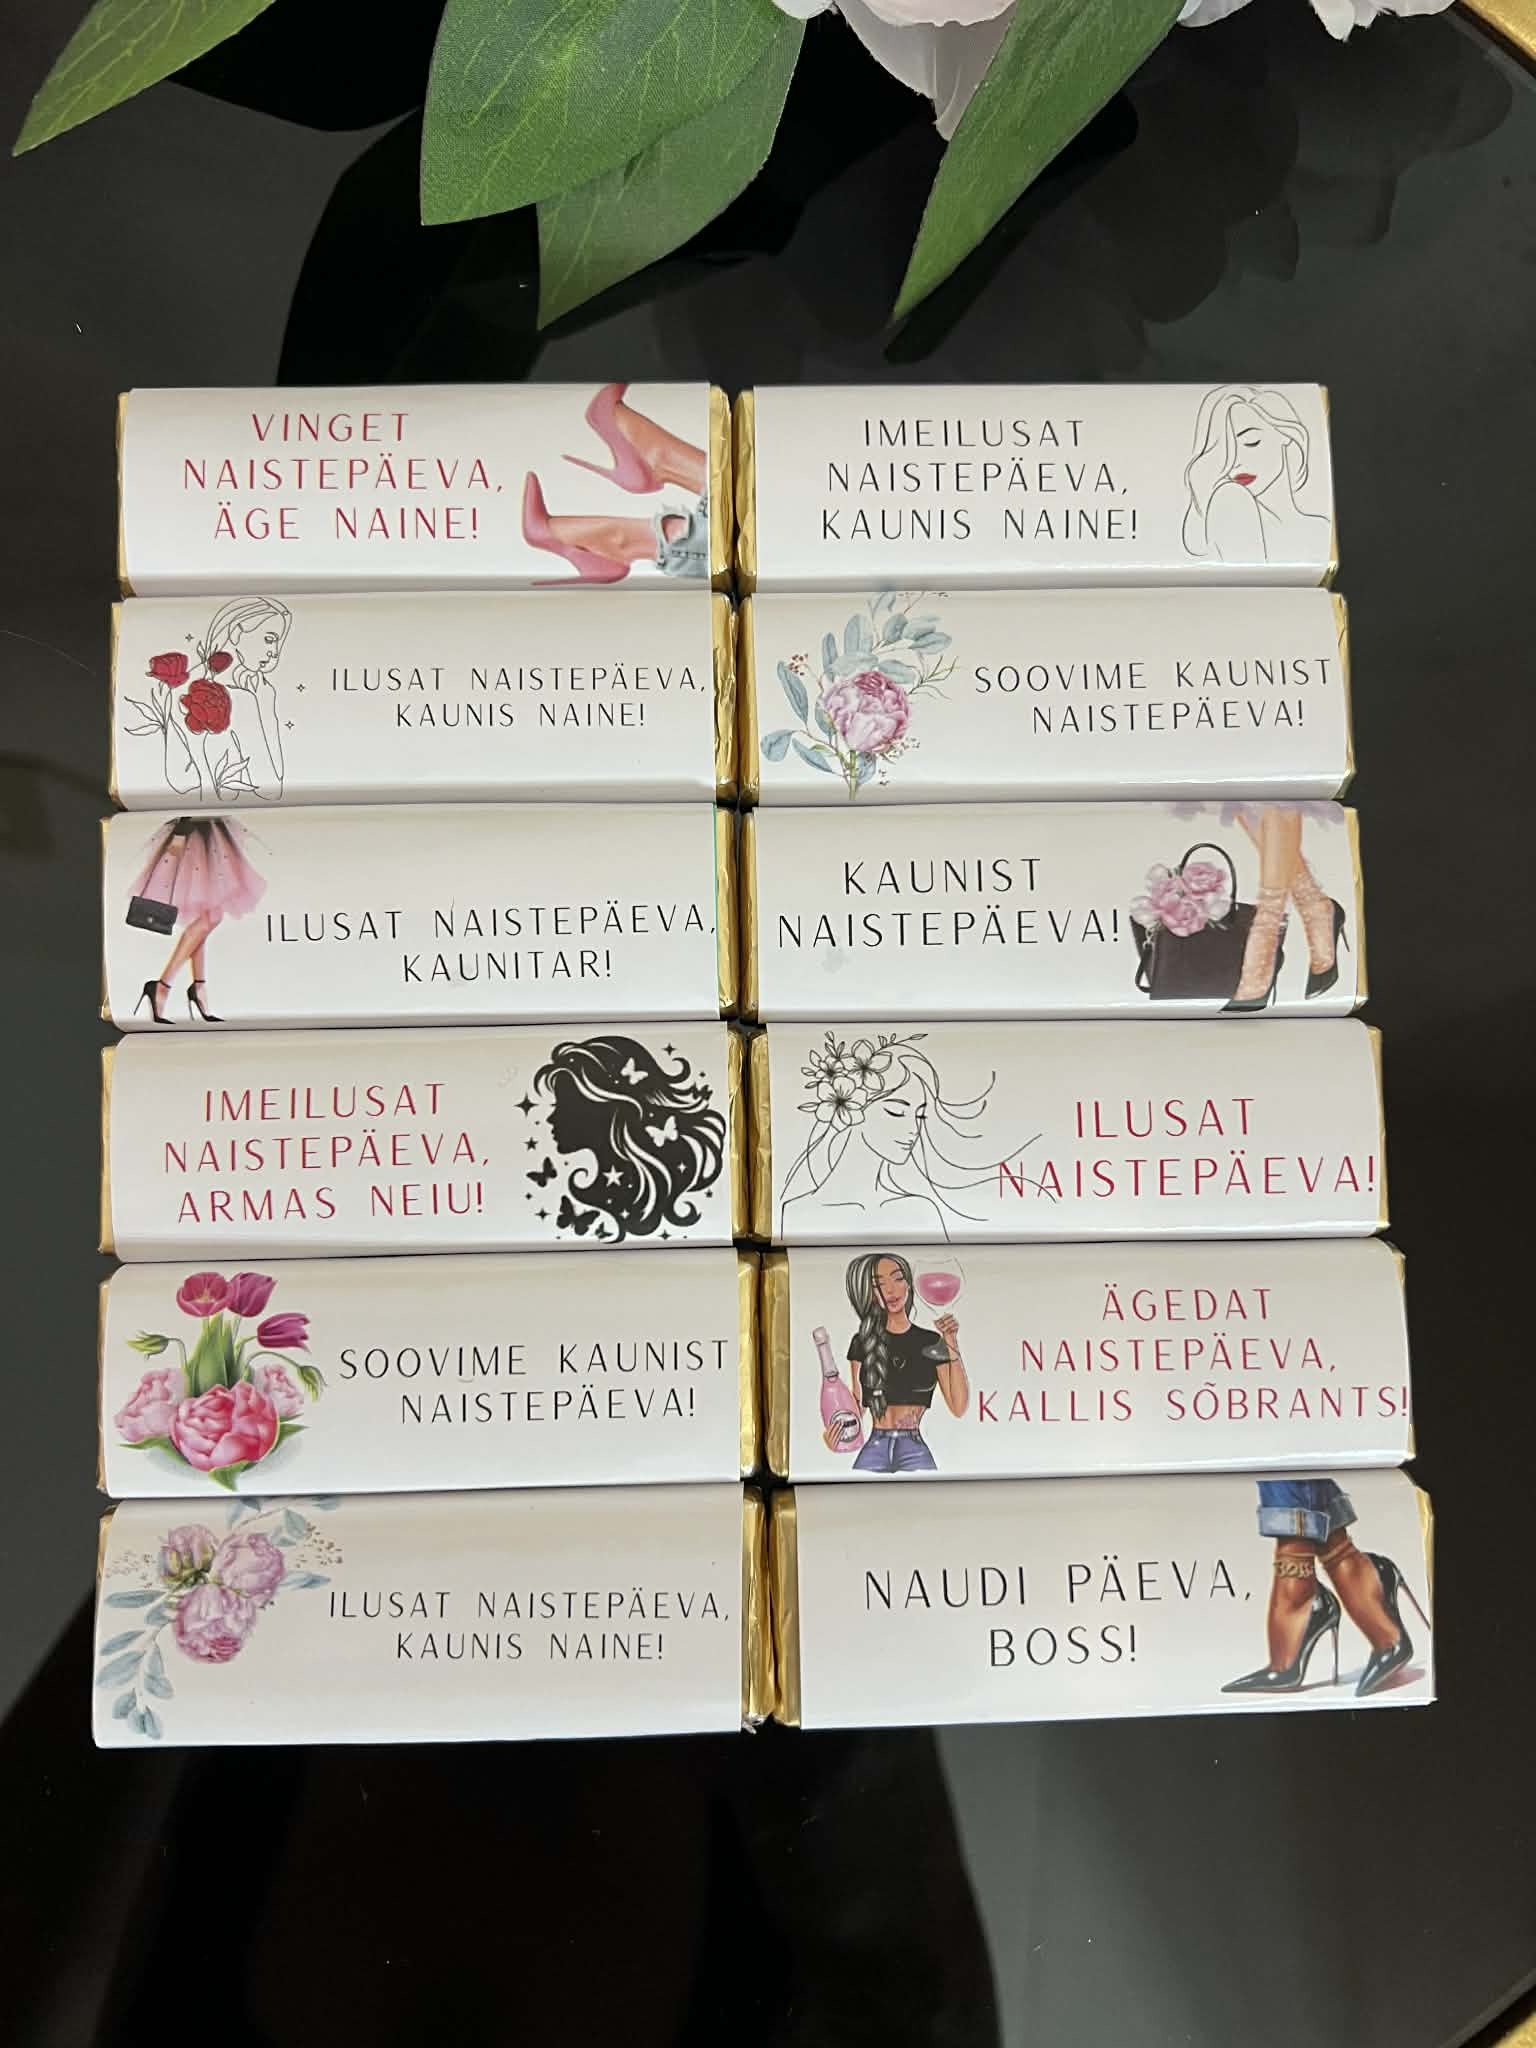 VINGET
NAISTEPÄEVA,
ÄGE NAINE!
IMEILUSAT
NAISTEPÄEVA,
KAUNIS NAINE!
ILUSAT NAISTEPÄEVA,
KAUNIS NAINE!
SOOVIME KAUNIST
NAISTEPÄEVA!
ILUSAT NAISTEPÄEVA,
KAUNITAR!
KAUNIST
NAISTEPÄEVA!
IMEILUSAT
NAISTEPÄEVA,
ARMAS NEIU!
ILUSAT
NAISTEPÄEVA!
SOOVIME KAUNIST
NAISTEPÄEVA!
ÄGEDAT
NAISTEPÄEVA,
KALLIS SÕBRANTS!
ILUSAT NAISTEPÄEVA,
KAUNIS NAINE!
NAUDI PÄEVA,
BOSS!
BOSS